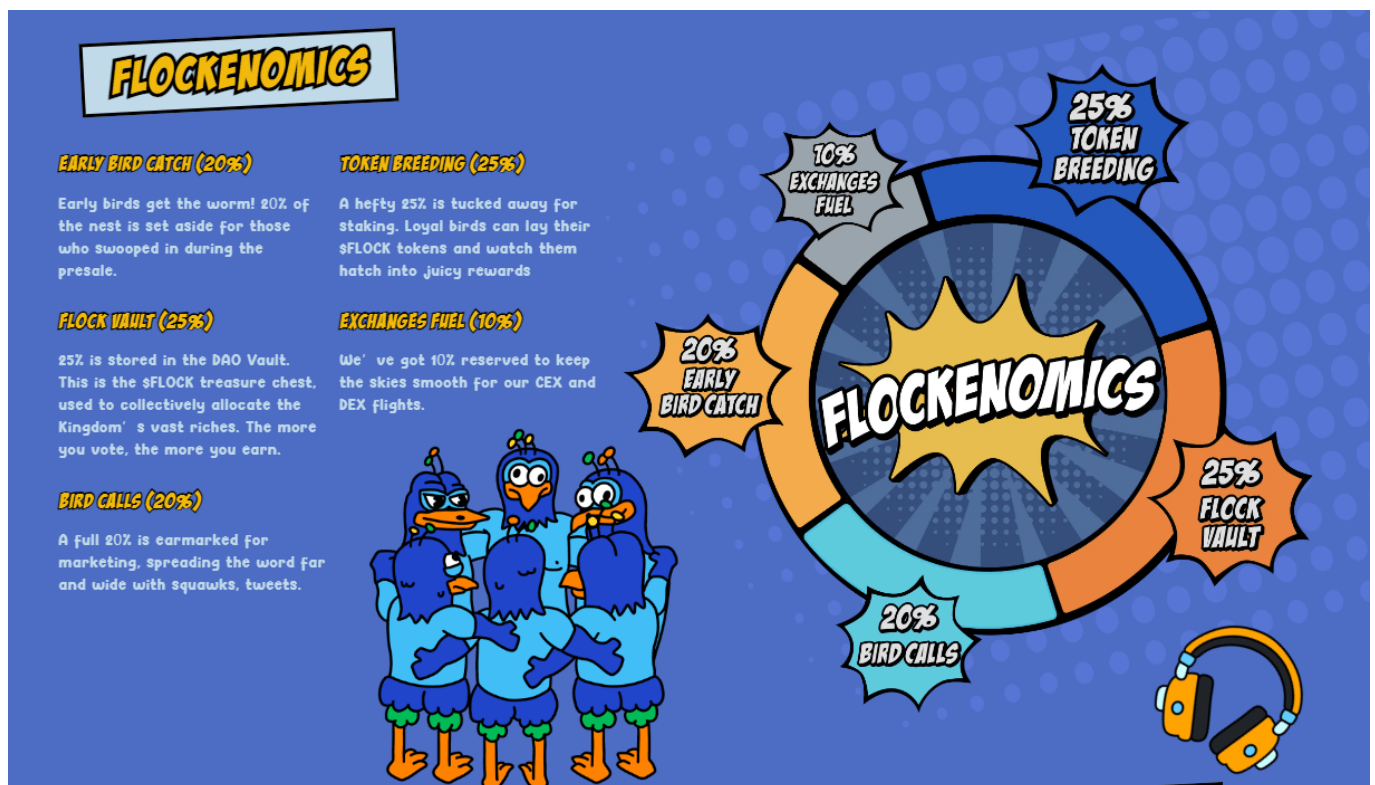 FLOCKENOMICS
EARLY BIRD CATCH (20%)
Early birds get the worm! 20% of
the nest is set aside for those
who swooped in during the
presale.
FLOCK VAULT (25%)
25% is stored in the DAO Vault.
This is the $FLOCK treasure chest,
used to collectively allocate the
Kingdom's vast riches. The more
you vote, the more you earn.
BIRD CALLS (20%)
A full 20% is earmarked for
marketing, spreading the word far
and wide with squawks, tweets.
TOKEN BREEDING (25%)
A hefty 25% is tucked away for
staking. Loyal birds can lay their
$FLOCK tokens and watch them
hatch into juicy rewards
EXCHANGES FUEL (10%)
We've got 10% reserved to keep
the skies smooth for our CEX and
DEX flights.
25%
TOKEN
BREEDING
10%
EXCHANGES
FUEL
20%
EARLY
BIRD CATCH
FLOCKENOMICS
25%
FLOCK
VAULT
20%
BIRD CALLS